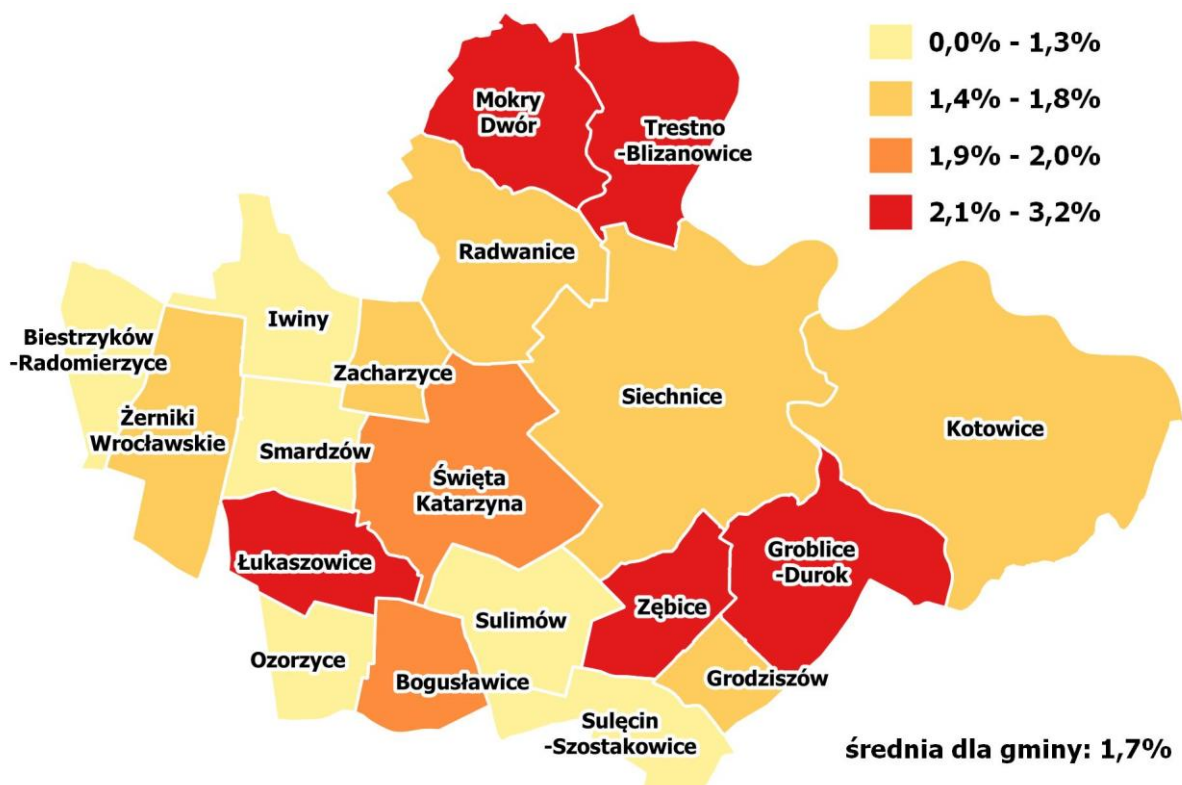 0,0% - 1,3%
1,4% - 1,8%
1,9% - 2,0%
2,1% - 3,2%
Mokry
Dwór
Trestno
-Blizanowice
Radwanice
Iwiny
Biestrzyków
-Radomierzyce
Zacharzyce
Siechnice
Żerniki
Wrocławskie
Smardzów
Kotowice
Święta
Katarzyna
Łukaszowice
Groblice
-Durok
Zębice
Sulimów
Ozorzyce
Bogusławice
Grodziszów
Sulęcin
-Szostakowice
średnia dla gminy: 1,7%